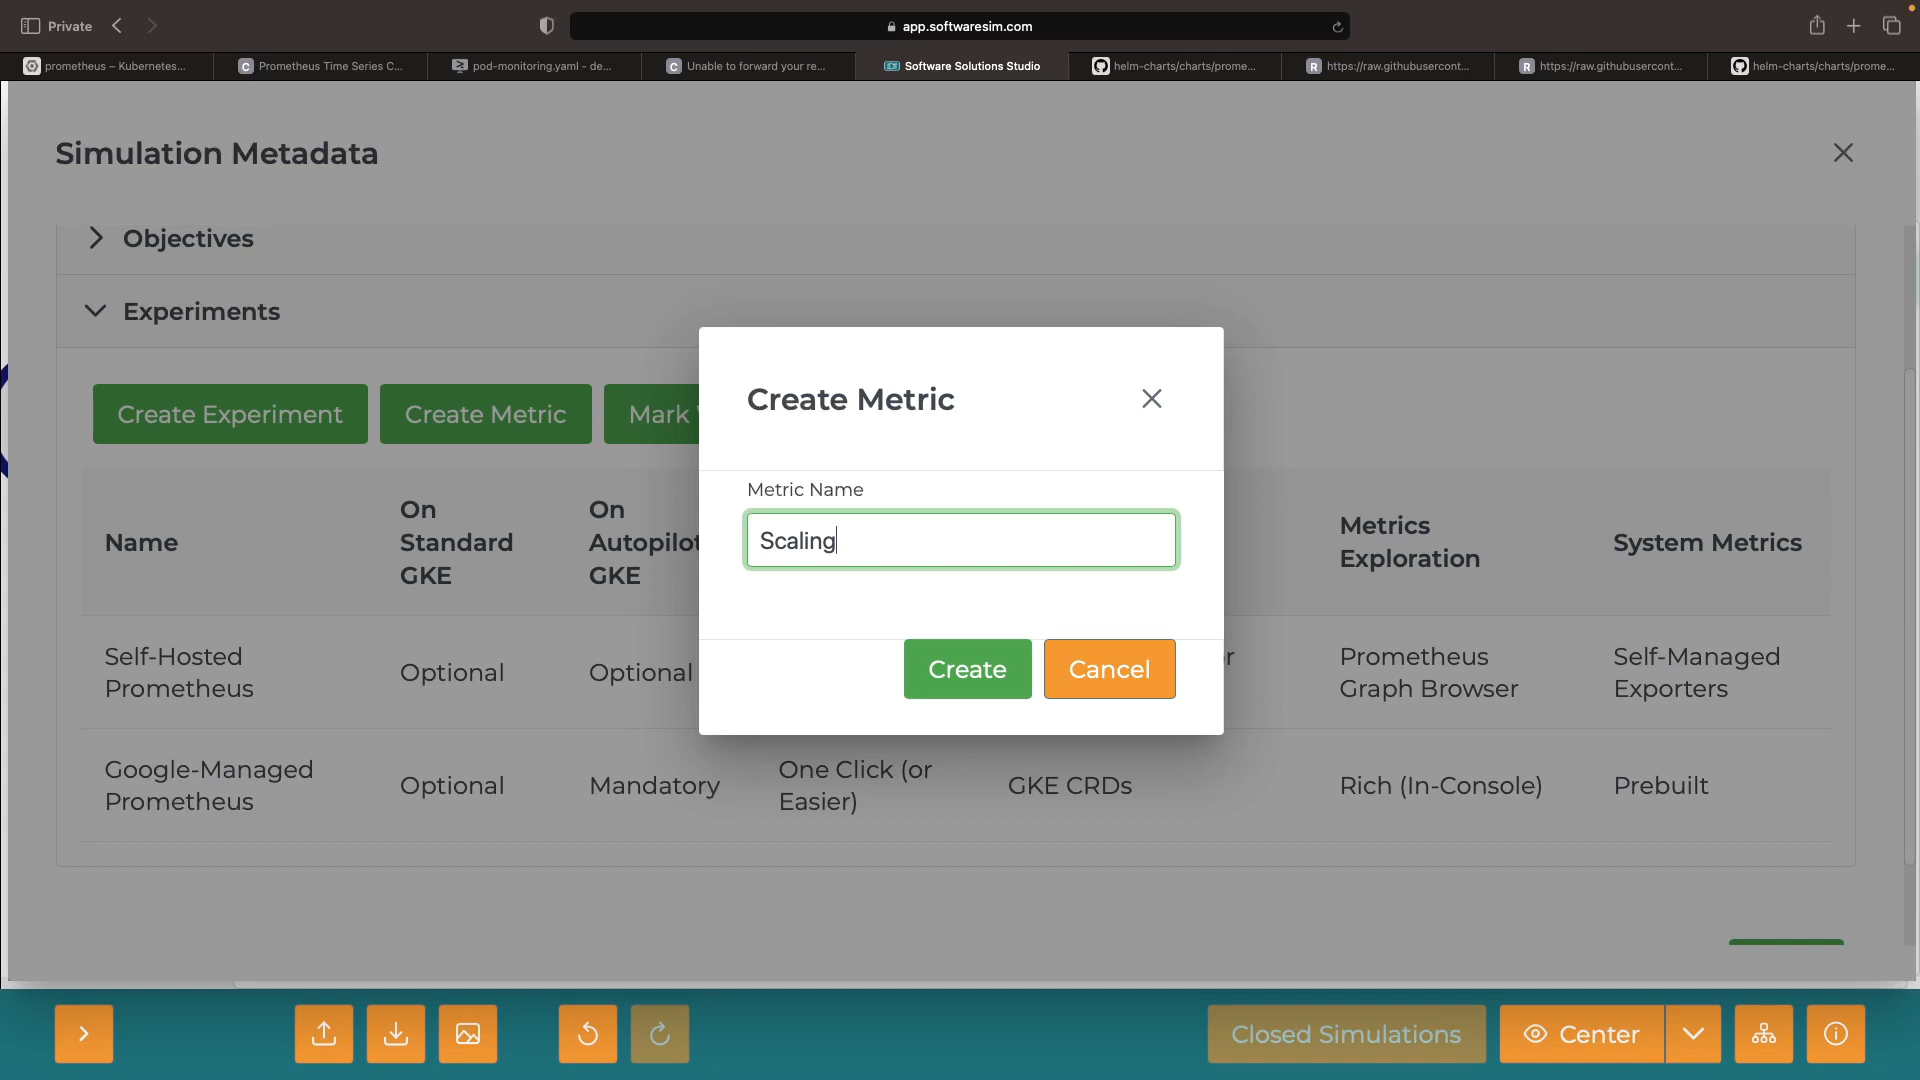 Private
app.softwaresim.com
prometheus – Kubernetes...
Prometheus Time Series C...
pod-monitoring.yaml - de...
Unable to forward your re...
Software Solutions Studio
helm-charts/charts/prome...
https://raw.githubusercont...
https://raw.githubusercont...
helm-charts/charts/prome...
Simulation Metadata
Objectives
Experiments
Create Experiment
Create Metric
Mark
Create Metric
Metric Name
Scaling
Create
Cancel
Name
On
Standard
GKE
On
Autopilot
GKE
Metrics
Exploration
System Metrics
Self-Hosted
Prometheus
Optional
Optional
Prometheus
Graph Browser
Self-Managed
Exporters
Google-Managed
Prometheus
Optional
Mandatory
One Click (or
Easier)
GKE CRDs
Rich (In-Console)
Prebuilt
Closed Simulations
Center